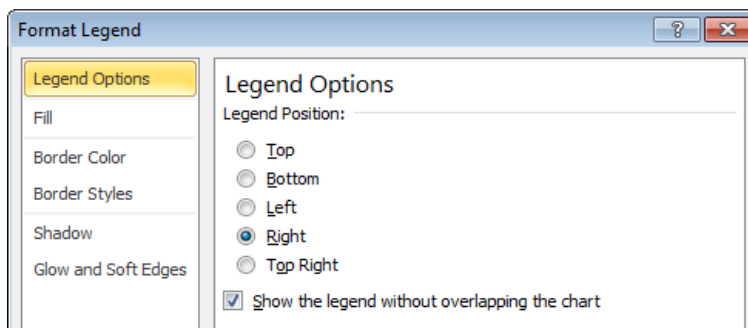 Format Legend
Legend Options
Fill
Border Color
Border Styles
Shadow
Glow and Soft Edges
Legend Options
Legend Position:
Top
Bottom
Left
Right
Top Right
Show the legend without overlapping the chart